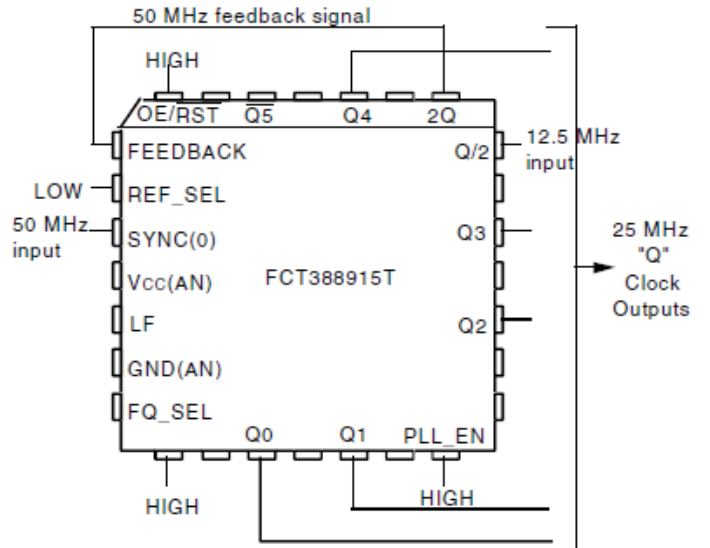 50 MHz feedback signal
HIGH
OE/RST
Q5
Q4
2Q
FEEDBACK
Q/2
12.5 MHz
input
LOW
REF_SEL
50 MHz
input
SYNC(0)
Q3
25 MHz
"Q"
Clock
Outputs
VCC(AN)
FCT388915T
LF
Q2
GND(AN)
FQ_SEL
Q0
Q1
PLL_EN
HIGH
HIGH